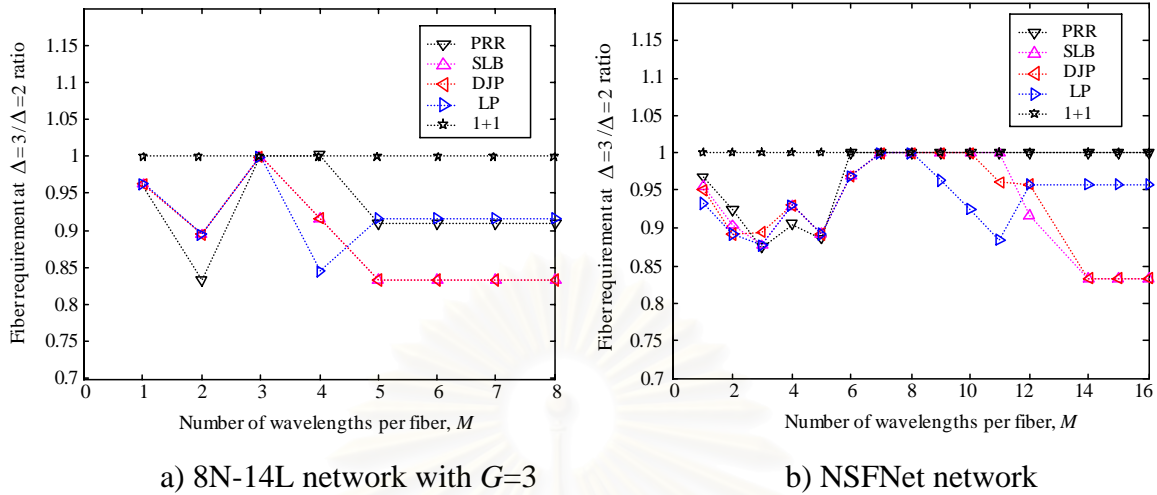 1.15
1.1
1.05
1
0.95
0.9
0.85
0.8
0.75
0.7
Fiberrequirement at Δ=3/Δ=2 ratio
PRR
SLB
DJP
LP
1+1
0 1 2 3 4 5 6 7 8
Number of wavelengths per fiber, M
a) 8N-14L network with G=3
1.15
1.1
1.05
1
0.95
0.9
0.85
0.8
0.75
0.7
Fiberrequirement at Δ=3/Δ=2 ratio
PRR
SLB
DJP
LP
1+1
0 2 4 6 8 10 12 14 16
Number of wavelengths per fiber, M
b) NSFNet network